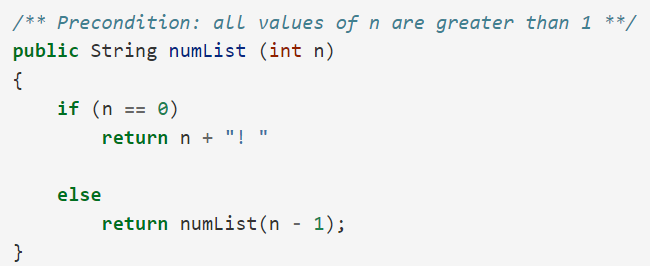 /** Precondition: all values of n are greater than 1 **/
public String numList (int n)
{
    if (n == 0)
        return n + "! "
    else
        return numList(n - 1);
}